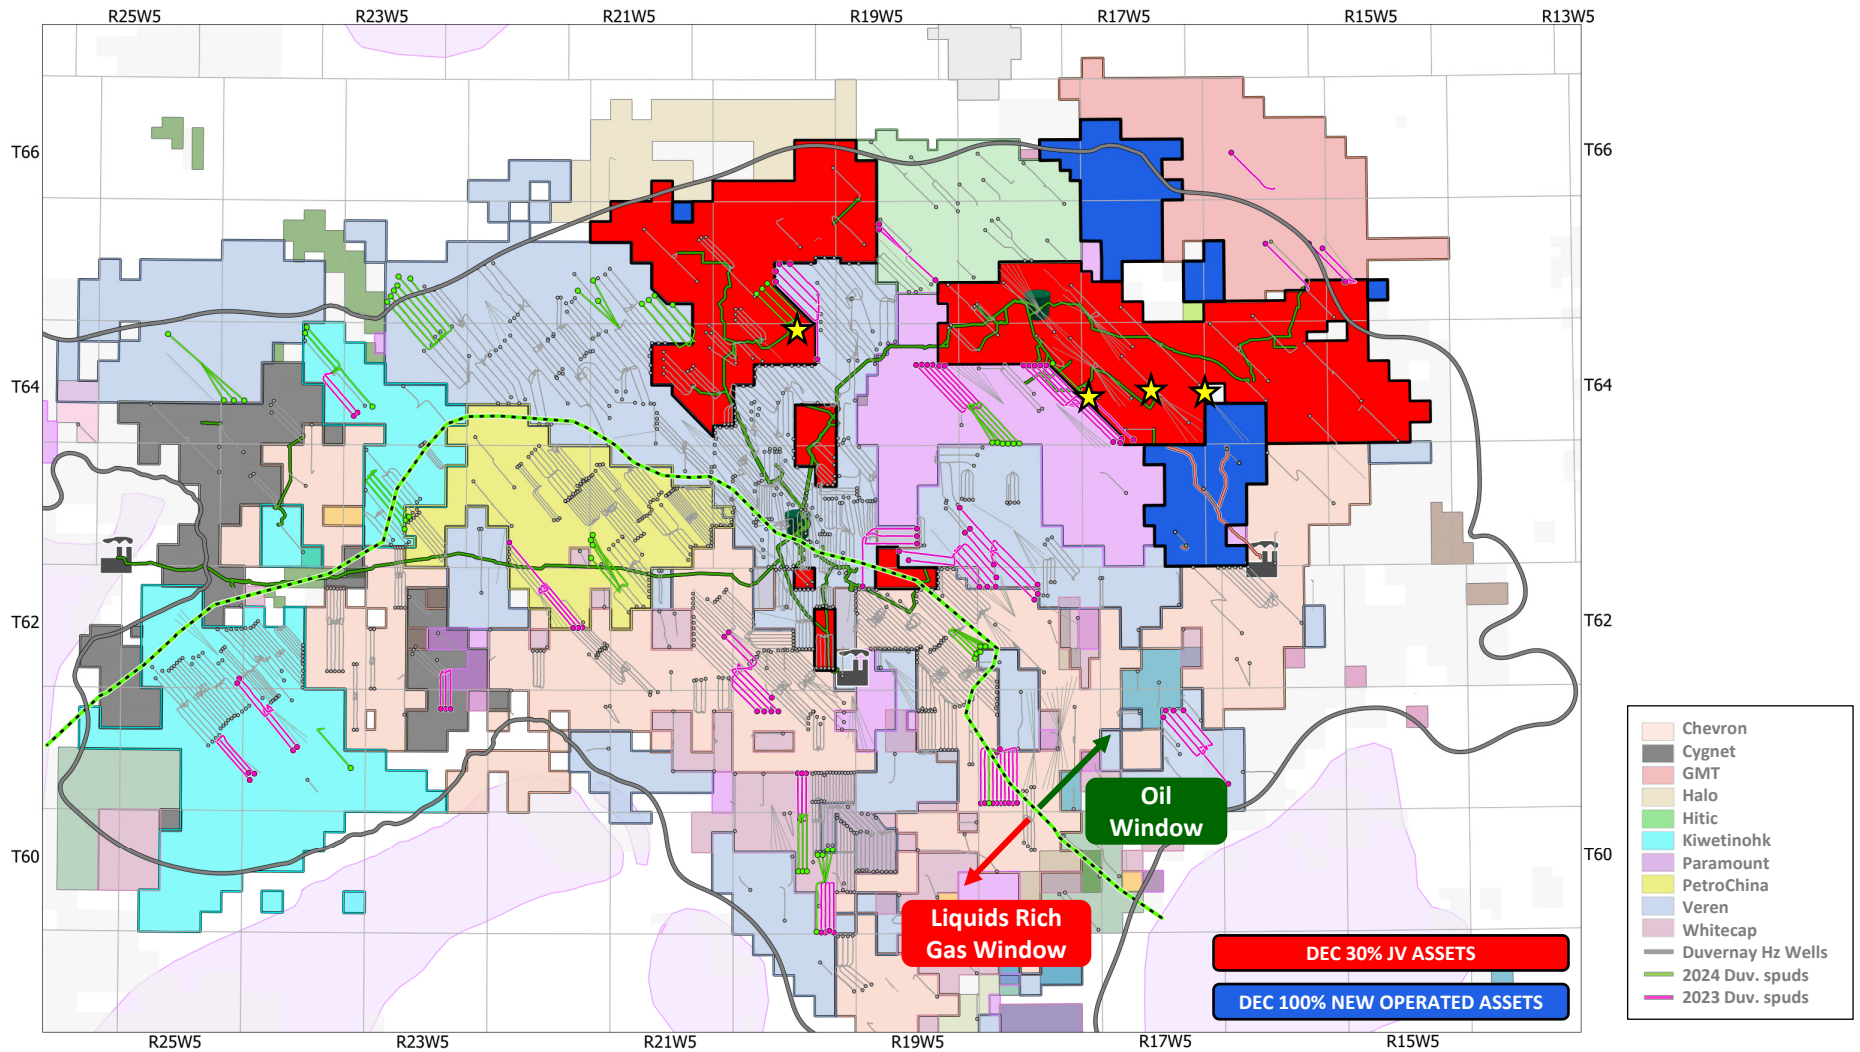 R25W5 R23W5 R21W5 R19W5 R17W5 R15W5 R13W5
T66 T66
T64 T64
T62 T62
T60 T60
Oil
Window
Liquids Rich
Gas Window
DEC 30% JV ASSETS
DEC 100% NEW OPERATED ASSETS
Chevron
Cygnet
GMT
Halo
Hitic
Kiwetinohk
Paramount
PetroChina
Veren
Whitecap
Duvernay Hz Wells
2024 Duv. spuds
2023 Duv. spuds
R25W5 R23W5 R21W5 R19W5 R17W5 R15W5